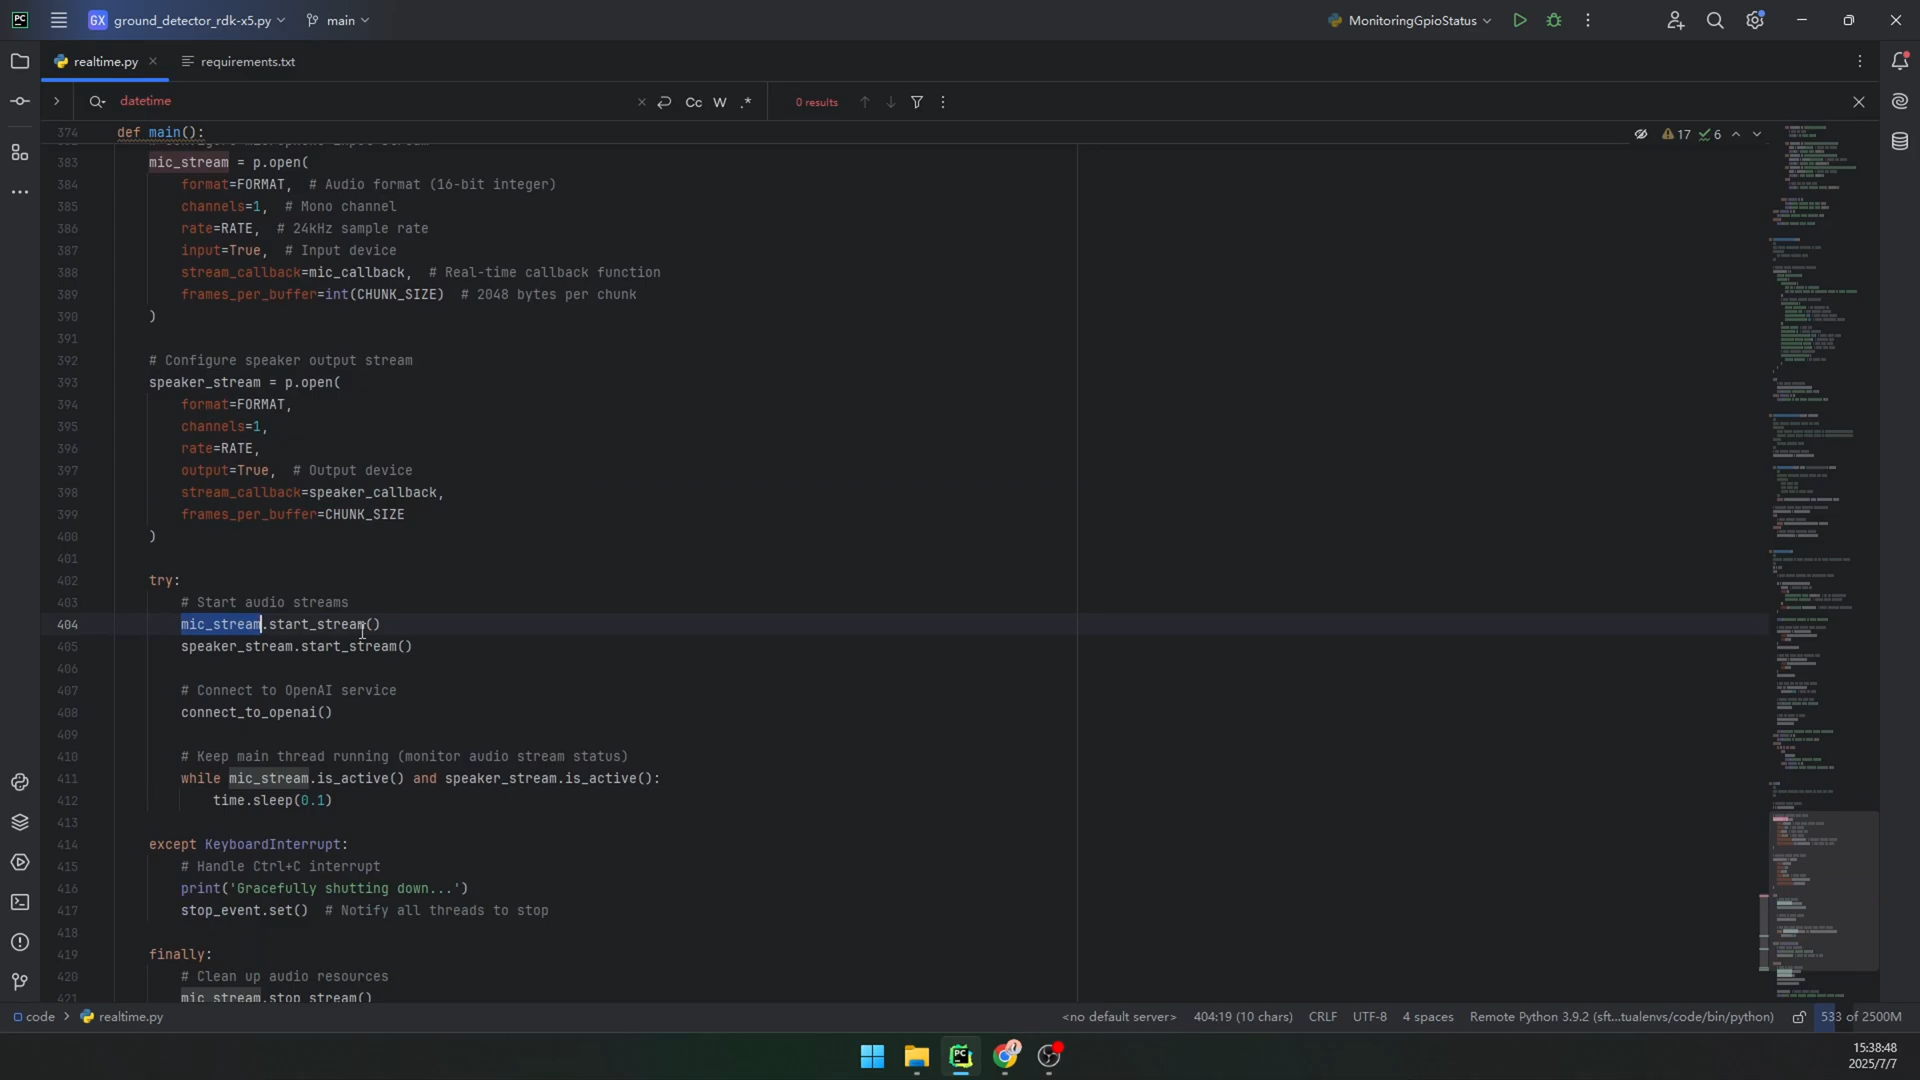 PC
GX ground_detector_rdk-x5.py main MonitoringGpioStatus
realtime.py requirements.txt
datetime Cc W .* 0 results
374 def main(): 17 6
383 mic_stream = p.open(
384 format=FORMAT, # Audio format (16-bit integer)
385 channels=1, # Mono channel
386 rate=RATE, # 24kHz sample rate
387 input=True, # Input device
388 stream_callback=mic_callback, # Real-time callback function
389 frames_per_buffer=int(CHUNK_SIZE) # 2048 bytes per chunk
390 )
391
392 # Configure speaker output stream
393 speaker_stream = p.open(
394 format=FORMAT,
395 channels=1,
396 rate=RATE,
397 output=True, # Output device
398 stream_callback=speaker_callback,
399 frames_per_buffer=CHUNK_SIZE
400 )
401
402 try:
403 # Start audio streams
404 mic_stream.start_stream()
405 speaker_stream.start_stream()
406
407 # Connect to OpenAI service
408 connect_to_openai()
409
410 # Keep main thread running (monitor audio stream status)
411 while mic_stream.is_active() and speaker_stream.is_active():
412 time.sleep(0.1)
413
414 except KeyboardInterrupt:
415 # Handle Ctrl+C interrupt
416 print('Gracefully shutting down...')
417 stop_event.set() # Notify all threads to stop
418
419 finally:
420 # Clean up audio resources
421 mic_stream.stop_stream()
code > realtime.py <no default server> 404:19 (10 chars) CRLF UTF-8 4 spaces Remote Python 3.9.2 (sft...tualenvs/code/bin/python) 533 of 2500M
PC
15:38:48
2025/7/7